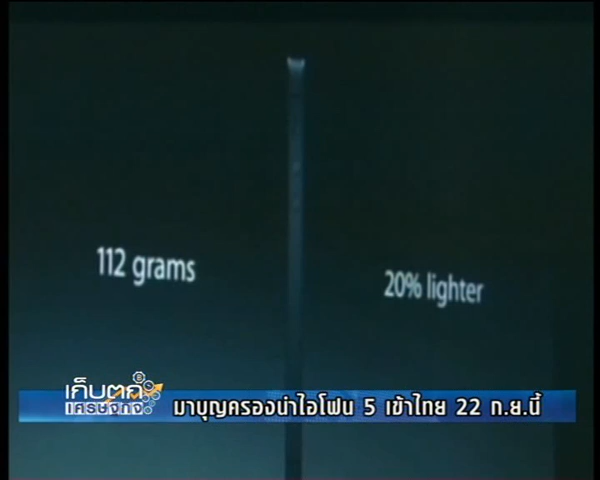 112 grams
20% lighter
เก็บตก
เศรษฐกิจ
มาบุญครองนำไอโฟน 5 เข้าไทย 22 ก.ย.นี้